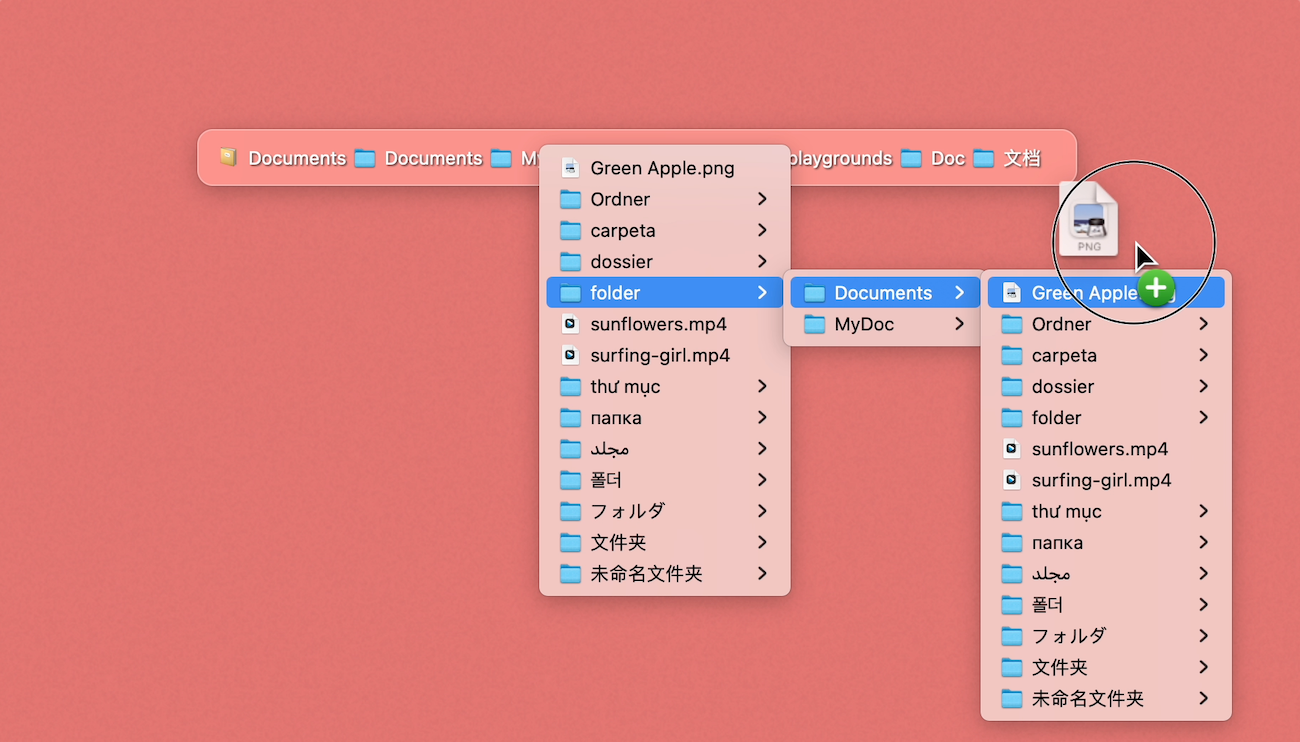 Documents Documents My playgrounds Doc 文档
Green Apple.png
Ordner
carpeta
dossier
folder
sunflowers.mp4
surfing-girl.mp4
thư mục
папка
مجلد
폴더
フォルダ
文件夹
未命名文件夹
Documents
MyDoc
PNG
Green Apple
Ordner
carpeta
dossier
folder
sunflowers.mp4
surfing-girl.mp4
thư mục
папка
مجلد
폴더
フォルダ
文件夹
未命名文件夹